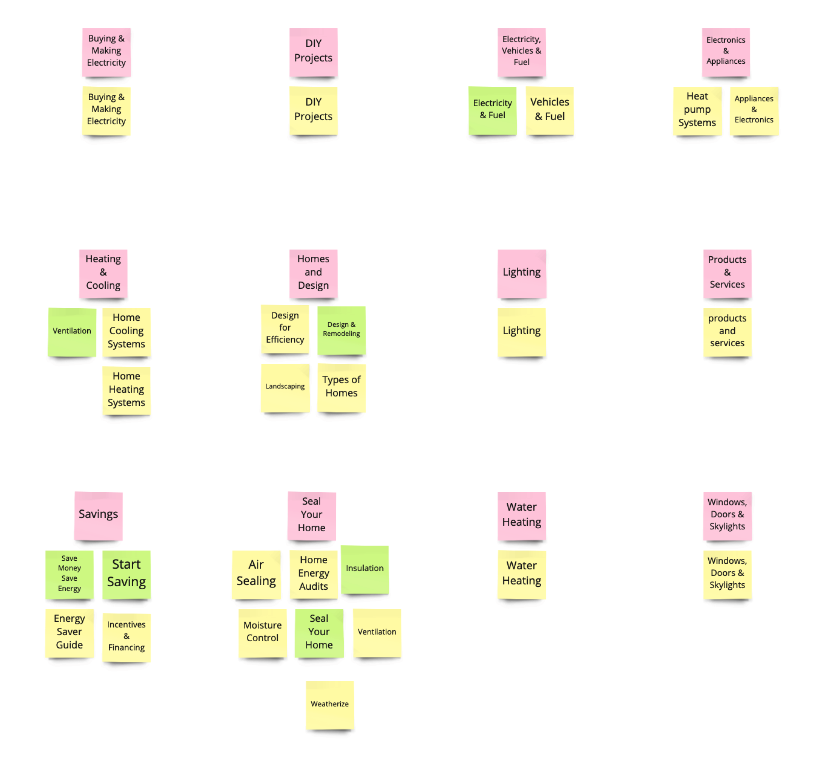 Buying &
Making
Electricity
DIY
Projects
Electricity,
Vehicles &
Fuel
Electronics
&
Appliances
Buying &
Making
Electricity
DIY
Projects
Electricity
& Fuel
Vehicles
& Fuel
Heat
pump
Systems
Appliances
&
Electronics
Heating
&
Cooling
Homes
and
Design
Lighting
Products
&
Services
Ventilation
Home
Cooling
Systems
Design
for
Efficiency
Design &
Remodeling
Lighting
products
and
services
Home
Heating
Systems
Landscaping
Types of
Homes
Savings
Seal
Your
Home
Water
Heating
Windows,
Doors &
Skylights
Save
Money
Save
Energy
Start
Saving
Air
Sealing
Home
Energy
Audits
Insulation
Water
Heating
Windows,
Doors &
Skylights
Energy
Saver
Guide
Incentives
&
Financing
Moisture
Control
Seal
Your
Home
Ventilation
Weatherize